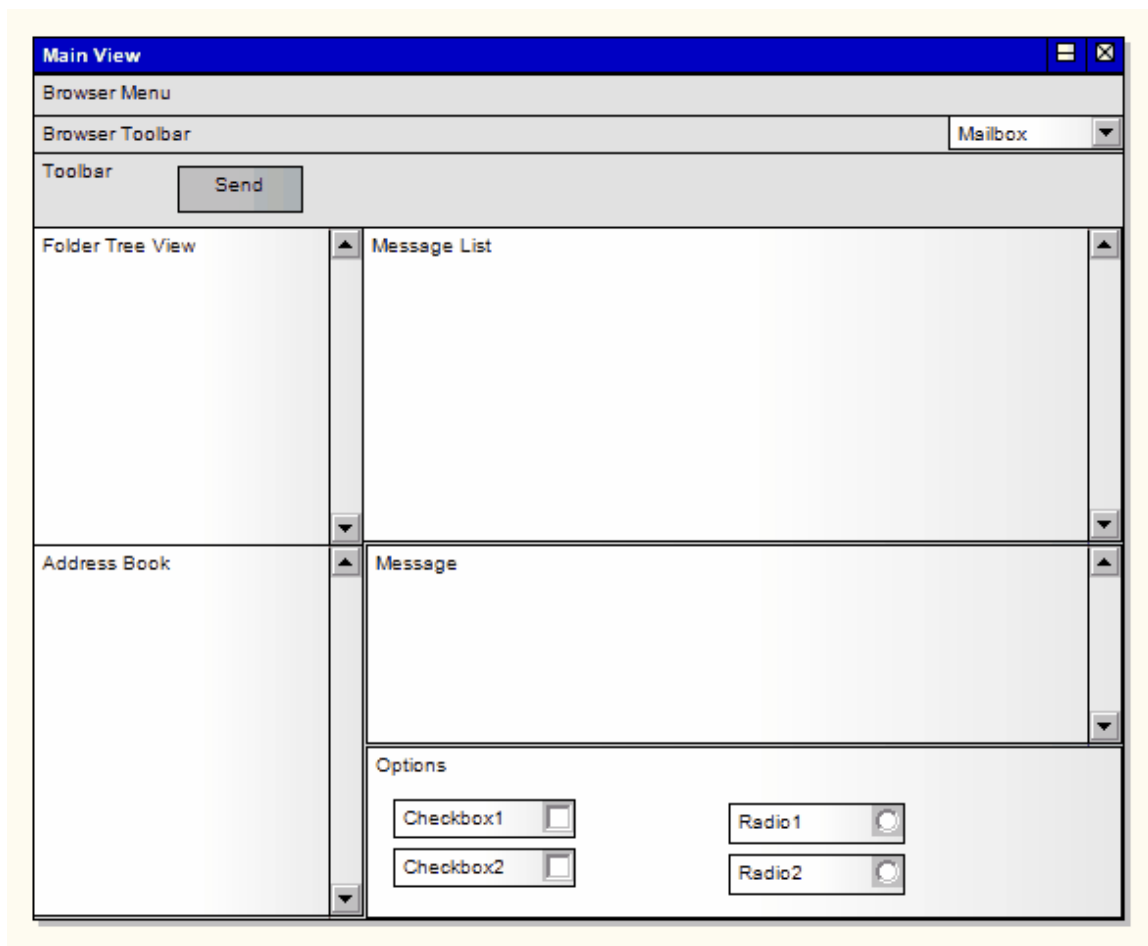 Main View
Browser Menu
Browser Toolbar
Mailbox
Toolbar
Send
Folder Tree View
Message List
Address Book
Message
Options
Checkbox1
Radio1
Checkbox2
Radio2